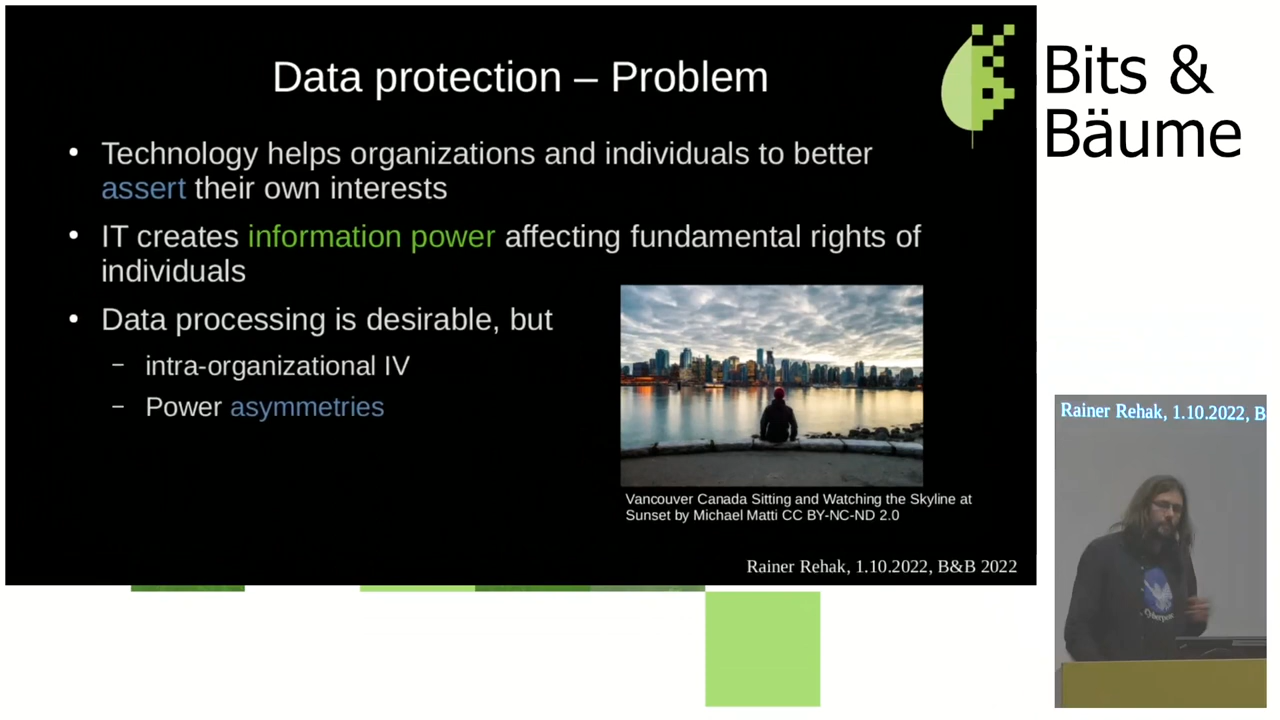 Data protection – Problem
• Technology helps organizations and individuals to better
assert their own interests
• IT creates information power affecting fundamental rights of
individuals
• Data processing is desirable, but
– intra-organizational IV
– Power asymmetries
Vancouver Canada Sitting and Watching the Skyline at
Sunset by Michael Matti CC BY-NC-ND 2.0
Rainer Rehak, 1.10.2022, B&B 2022
Bits &
Bäume
Rainer Rehak, 1.10.2022, B